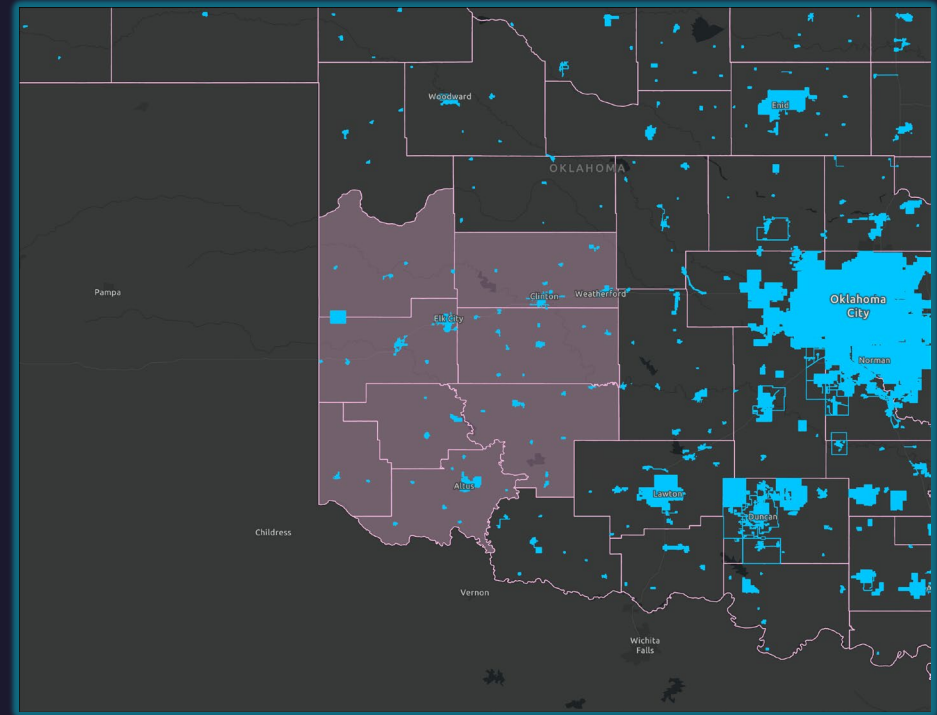 Woodward
Enid
OKLAHOMA
Pampa
Clinton
Weatherford
Oklahoma
City
Elk City
Norman
Altus
Lawton
Duncan
Childress
Vernon
Wichita
Falls